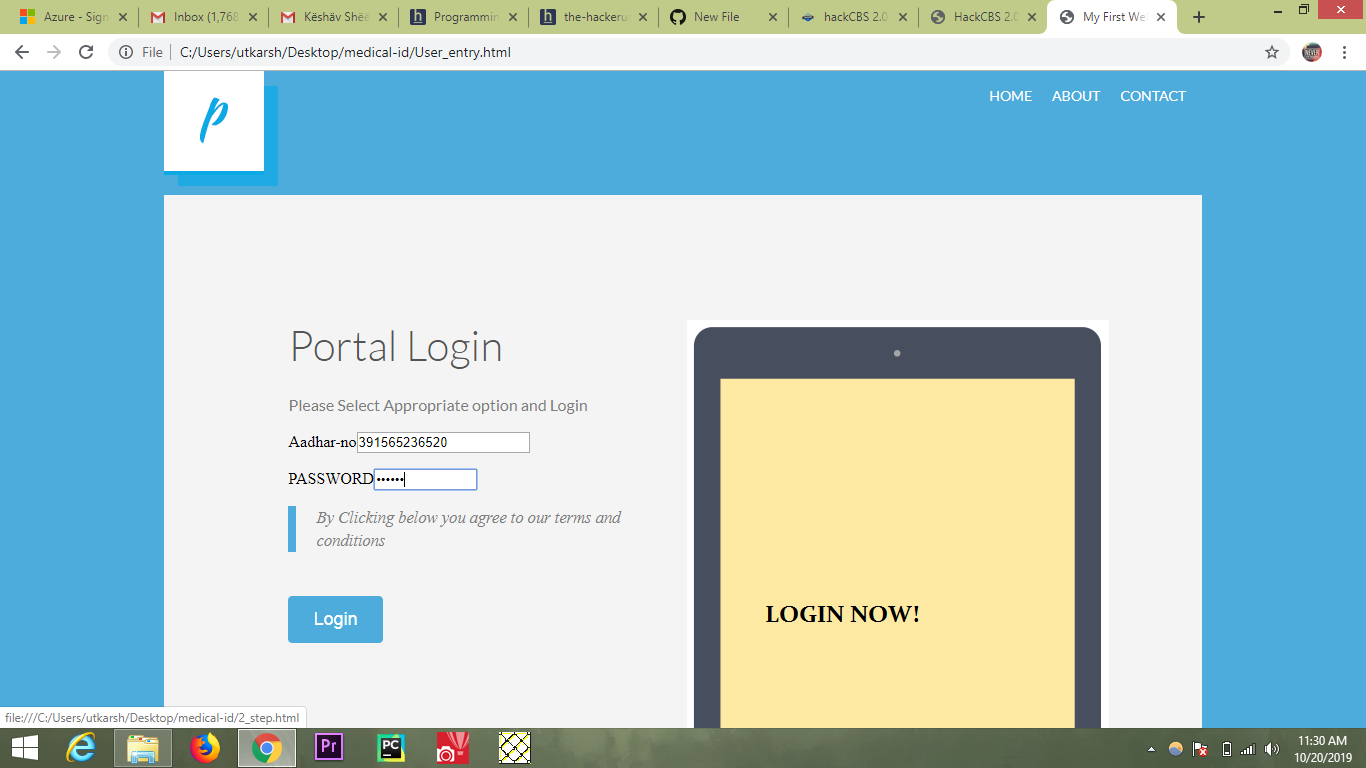 Azure - Sign
Inbox (1,768
Këshäv Shëë
Programmin
the-hackeru
New File
hackCBS 2.0
HackCBS 2.0
My First We
File
C:/Users/utkarsh/Desktop/medical-id/User_entry.html
p
HOME
ABOUT
CONTACT
Portal Login
Please Select Appropriate option and Login
Aadhar-no 391565236520
PASSWORD ••••••
By Clicking below you agree to our terms and
conditions
Login
LOGIN NOW!
file:///C:/Users/utkarsh/Desktop/medical-id/2_step.html
Pr
PC
11:30 AM
10/20/2019